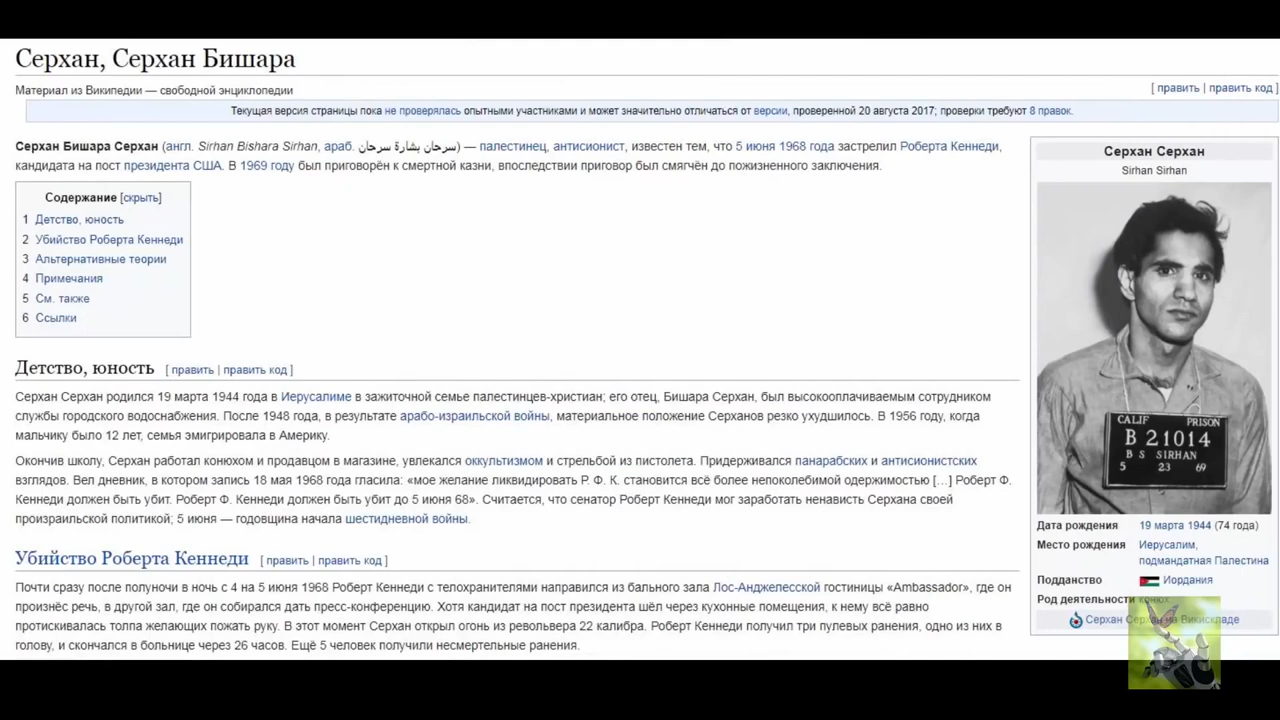 Серхан, Серхан Бишара
Материал из Википедии — свободной энциклопедии
[ править | править код ]
Текущая версия страницы пока не проверялась опытными участниками и может значительно отличаться от версии, проверенной 20 августа 2017; проверки требуют 8 правок.
Серхан Бишара Серхан (англ. Sirhan Bishara Sirhan, араб. سرحان بشارة سرحان) — палестинец, антисионист, известен тем, что 5 июня 1968 года застрелил Роберта Кеннеди,
кандидата на пост президента США. В 1969 году был приговорён к смертной казни, впоследствии приговор был смягчён до пожизненного заключения.
Содержание [скрыть]
1 Детство, юность
2 Убийство Роберта Кеннеди
3 Альтернативные теории
4 Примечания
5 См. также
6 Ссылки
Детство, юность [ править | править код ]
Серхан Серхан родился 19 марта 1944 года в Иерусалиме в зажиточной семье палестинцев-христиан; его отец, Бишара Серхан, был высокооплачиваемым сотрудником
службы городского водоснабжения. После 1948 года, в результате арабо-израильской войны, материальное положение Серханов резко ухудшилось. В 1956 году, когда
мальчику было 12 лет, семья эмигрировала в Америку.
Окончив школу, Серхан работал конюхом и продавцом в магазине, увлекался оккультизмом и стрельбой из пистолета. Придерживался панарабских и антисионистских
взглядов. Вел дневник, в котором запись 18 мая 1968 года гласила: «мое желание ликвидировать Р. Ф. К. становится всё более непоколебимой одержимостью [...] Роберт Ф.
Кеннеди должен быть убит. Роберт Ф. Кеннеди должен быть убит до 5 июня 68». Считается, что сенатор Роберт Кеннеди мог заработать ненависть Серхана своей
произраильской политикой; 5 июня — годовщина начала шестидневной войны.
Убийство Роберта Кеннеди [ править | править код ]
Почти сразу после полуночи в ночь с 4 на 5 июня 1968 Роберт Кеннеди с телохранителями направился из бального зала Лос-Анджелесской гостиницы «Ambassador», где он
произнёс речь, в другой зал, где он собирался дать пресс-конференцию. Хотя кандидат на пост президента шёл через кухонные помещения, к нему всё равно
протискивалась толпа желающих пожать руку. В этот момент Серхан открыл огонь из револьвера 22 калибра. Роберт Кеннеди получил три пулевых ранения, одно из них в
голову, и скончался в больнице через 26 часов. Ещё 5 человек получили несмертельные ранения.
Серхан Серхан
Sirhan Sirhan
CALIF PRISON
B 21014
B S SIRHAN
5 23 69
Дата рождения 19 марта 1944 (74 года)
Место рождения Иерусалим,
подмандатная Палестина
Подданство Иордания
Род деятельности конюх
Серхан Серхан на Викискладе